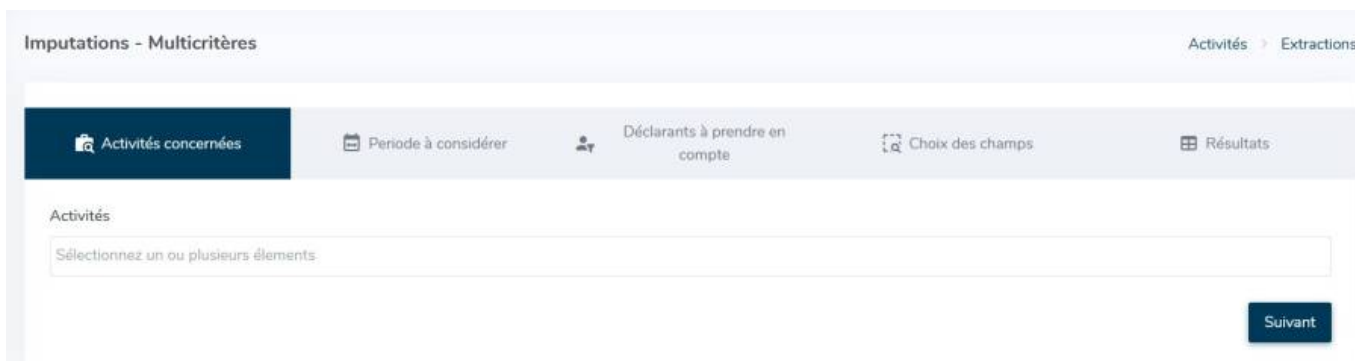 Imputations - Multicritères
Activités > Extractions
Activités concernées
Periode à considérer
Déclarants à prendre en
compte
Choix des champs
Résultats
Activités
Sélectionnez un ou plusieurs élements
Suivant